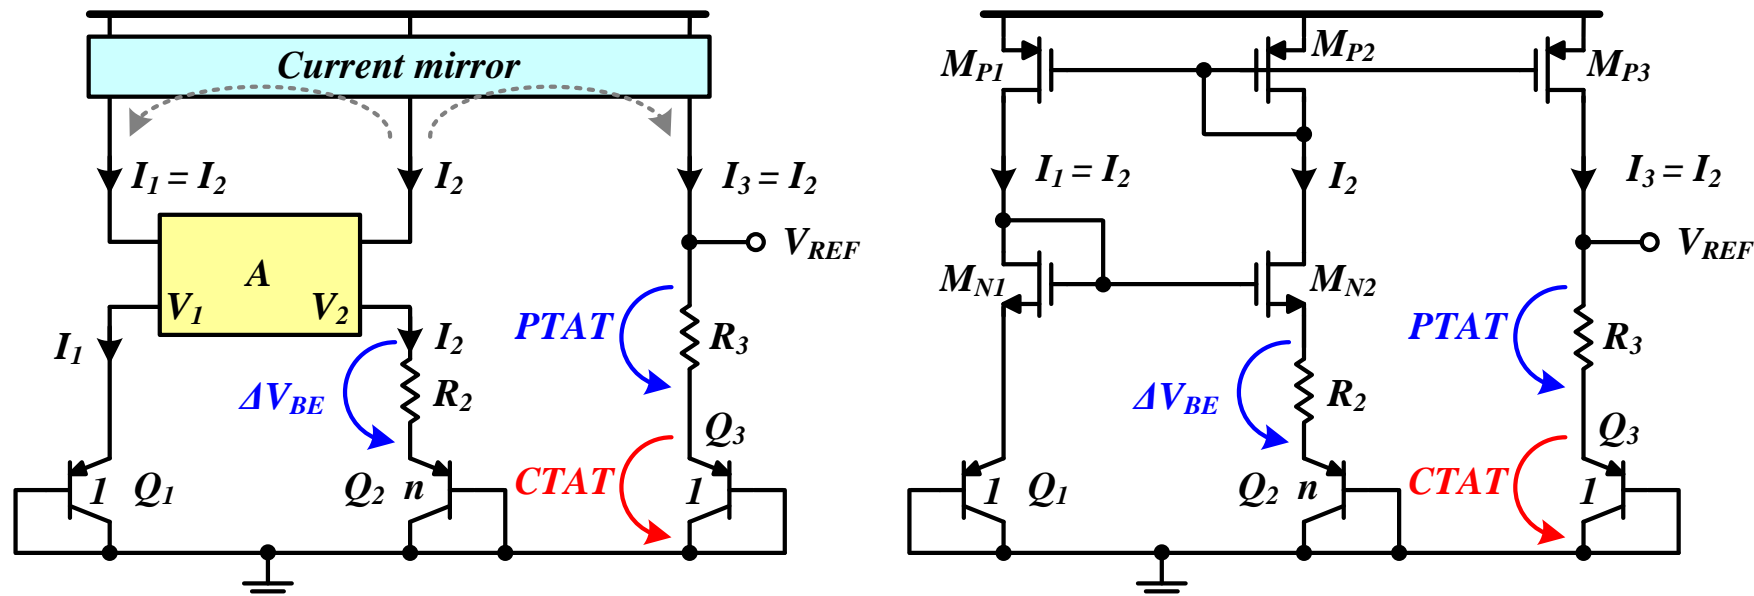 Current mirror
I1 = I2
I2
I3 = I2
A
V1
V2
VREF
I1
I2
PTAT
R3
ΔVBE
R2
Q3
CTAT
1
Q1
Q2
n
1
MP1
MP2
MP3
I1 = I2
I2
I3 = I2
MN1
MN2
VREF
PTAT
R3
ΔVBE
R2
Q3
CTAT
1
Q1
Q2
n
1